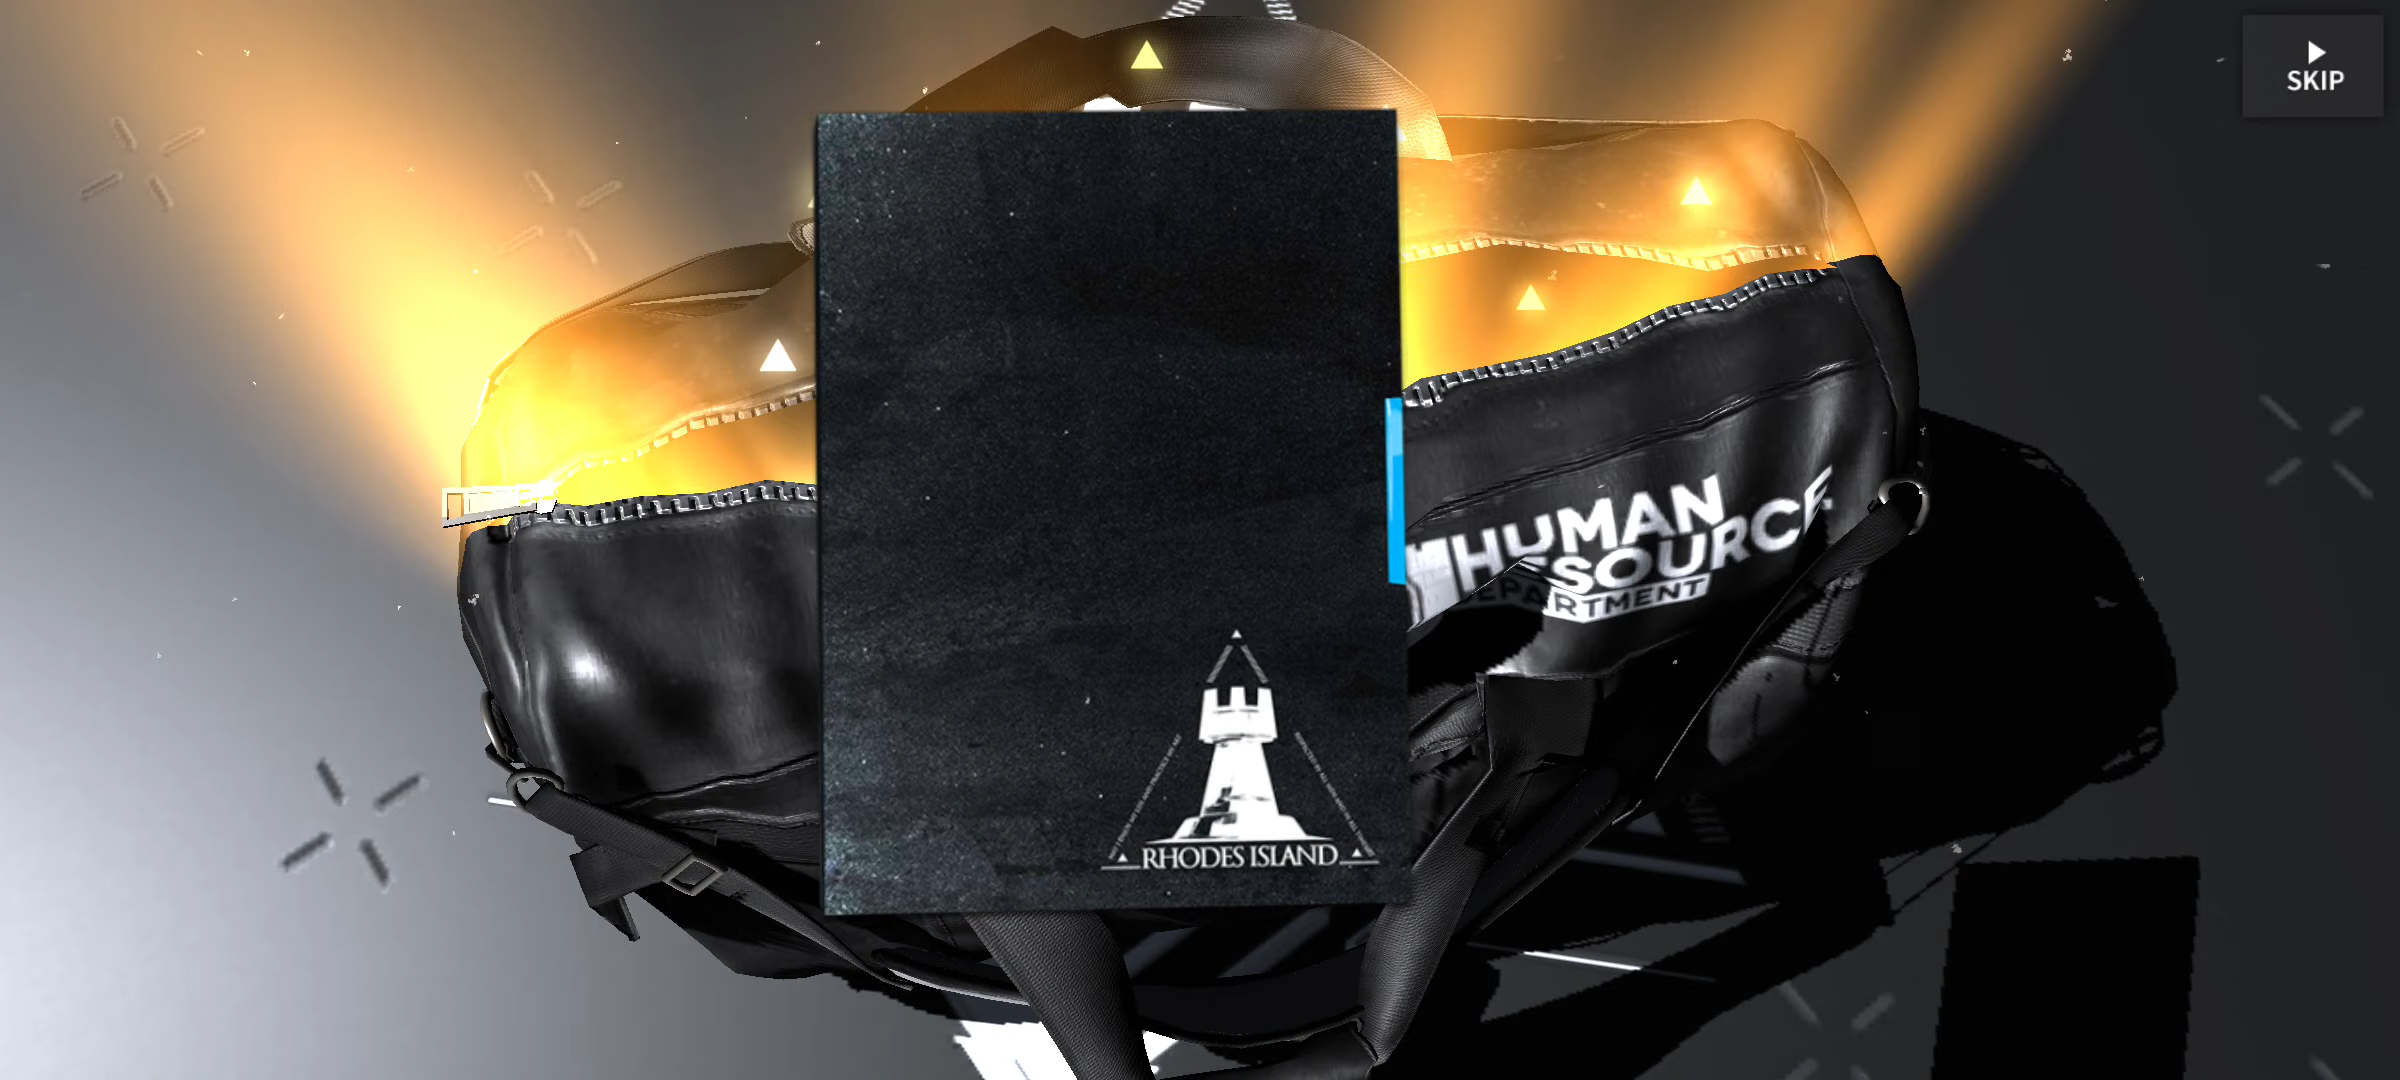 SKIP
HUMAN
RESOURCE
DEPARTMENT
RHODES ISLAND